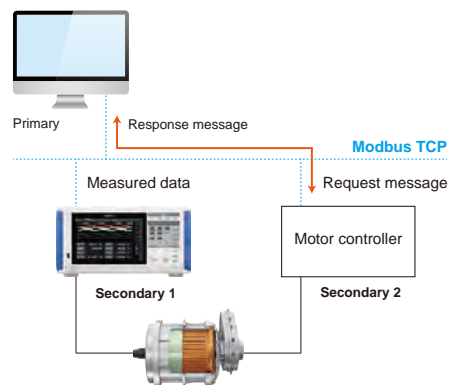 Primary
Response message
Modbus TCP
Measured data
Request message
Motor controller
Secondary 1
Secondary 2